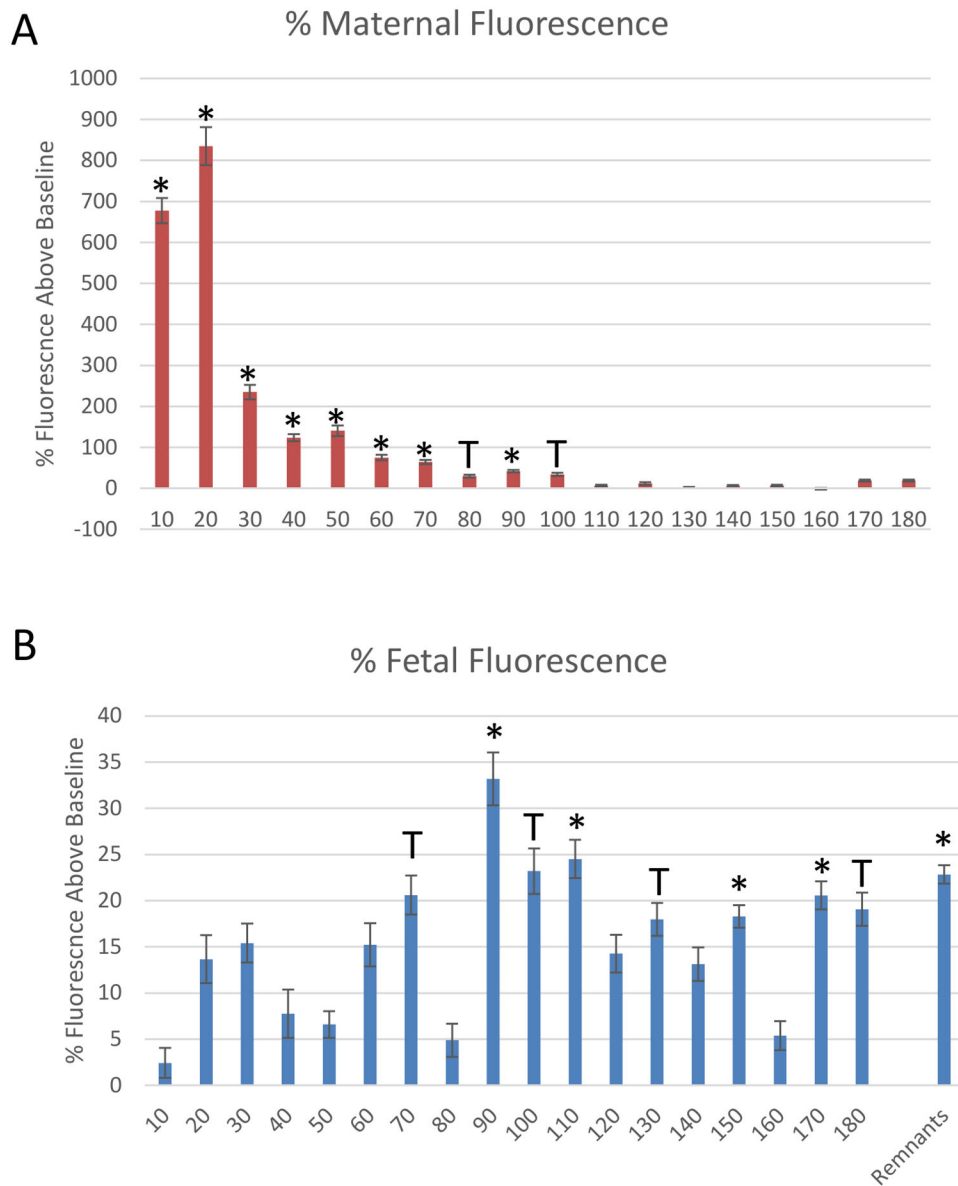 A
% Maternal Fluorescence
% Fluorescnce Above Baseline
1000
900
800
700
600
500
400
300
200
100
0
-100
* * * * * * * T * T
10 20 30 40 50 60 70 80 90 100 110 120 130 140 150 160 170 180
B
% Fetal Fluorescence
% Fluorescnce Above Baseline
40
35
30
25
20
15
10
5
0
T * T * T * * T *
10 20 30 40 50 60 70 80 90 100 110 120 130 140 150 160 170 180 Remnants